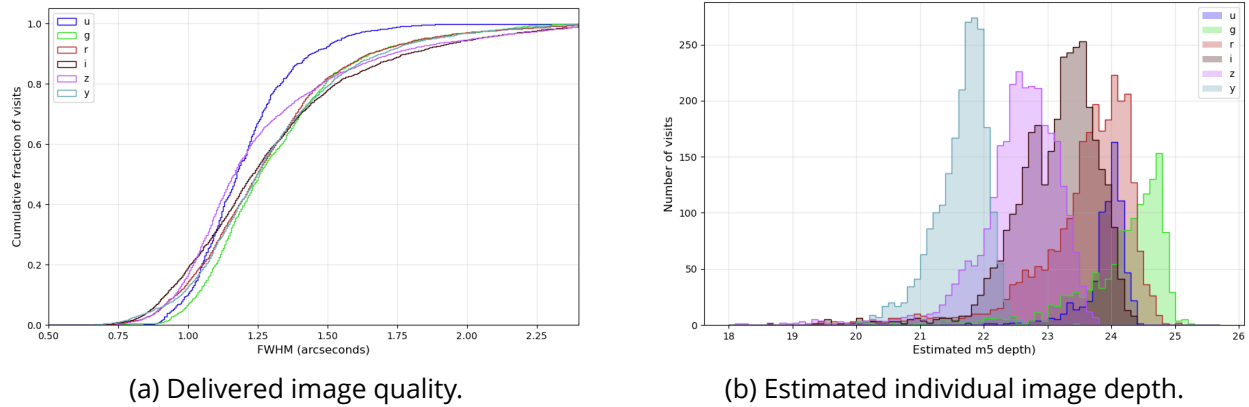 1.0
0.8
0.6
0.4
0.2
0.0
Cumulative fraction of visits
u
g
r
i
z
y
0.50 0.75 1.00 1.25 1.50 1.75 2.00 2.25
FWHM (arcseconds)
(a) Delivered image quality.
250
200
150
100
50
0
Number of visits
u
g
r
i
z
y
18 19 20 21 22 23 24 25 26
Estimated m5 depth)
(b) Estimated individual image depth.